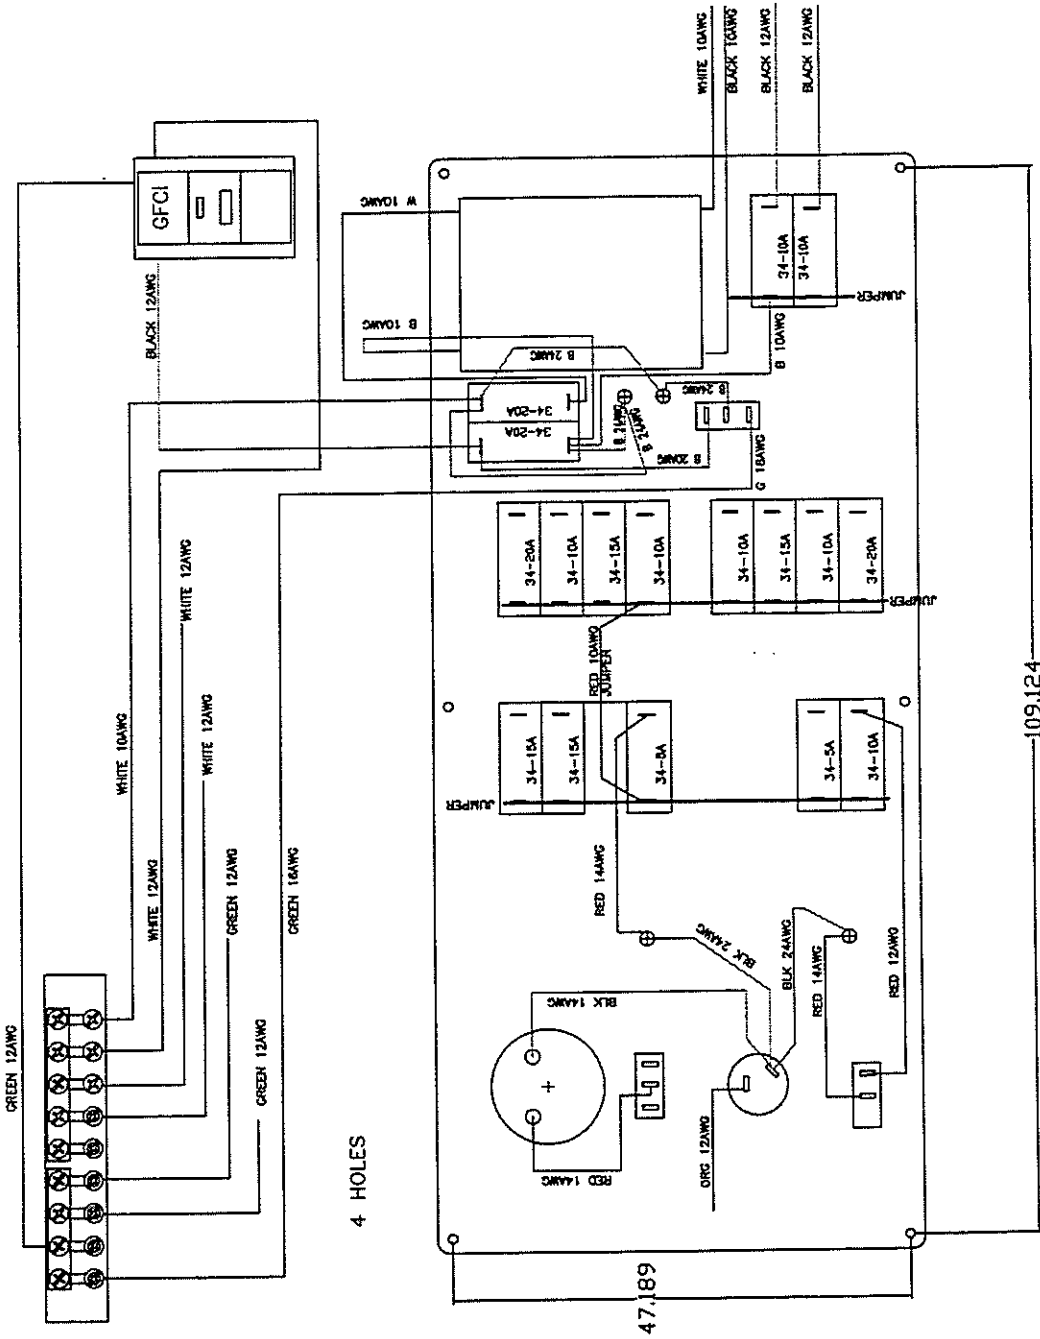 WHITE 10AWG
BLACK 10AWG
BLACK 12AWG
BLACK 12AWG
GFCI
BLACK 12AWG
W 10AWG
B 10AWG
B 24AWG
34-10A
34-10A
JUMPER
B 10AWG
34-20A
34-20A
B 24AWG
B 24AWG
B 24AWG
B 20AWG
G 18AWG
34-20A
34-10A
34-15A
34-10A
34-10A
34-15A
34-10A
34-20A
JUMPER
RED 10AWG
JUMPER
WHITE 12AWG
WHITE 12AWG
WHITE 10AWG
WHITE 12AWG
GREEN 12AWG
GREEN 16AWG
GREEN 12AWG
GREEN 12AWG
34-15A
34-15A
34-5A
34-10A
JUMPER
RED 14AWG
BLK 24AWG
BLK 24AWG
RED 14AWG
RED 12AWG
BLK 14AWG
RED 14AWG
ORG 12AWG
4 HOLES
47.189
109.124